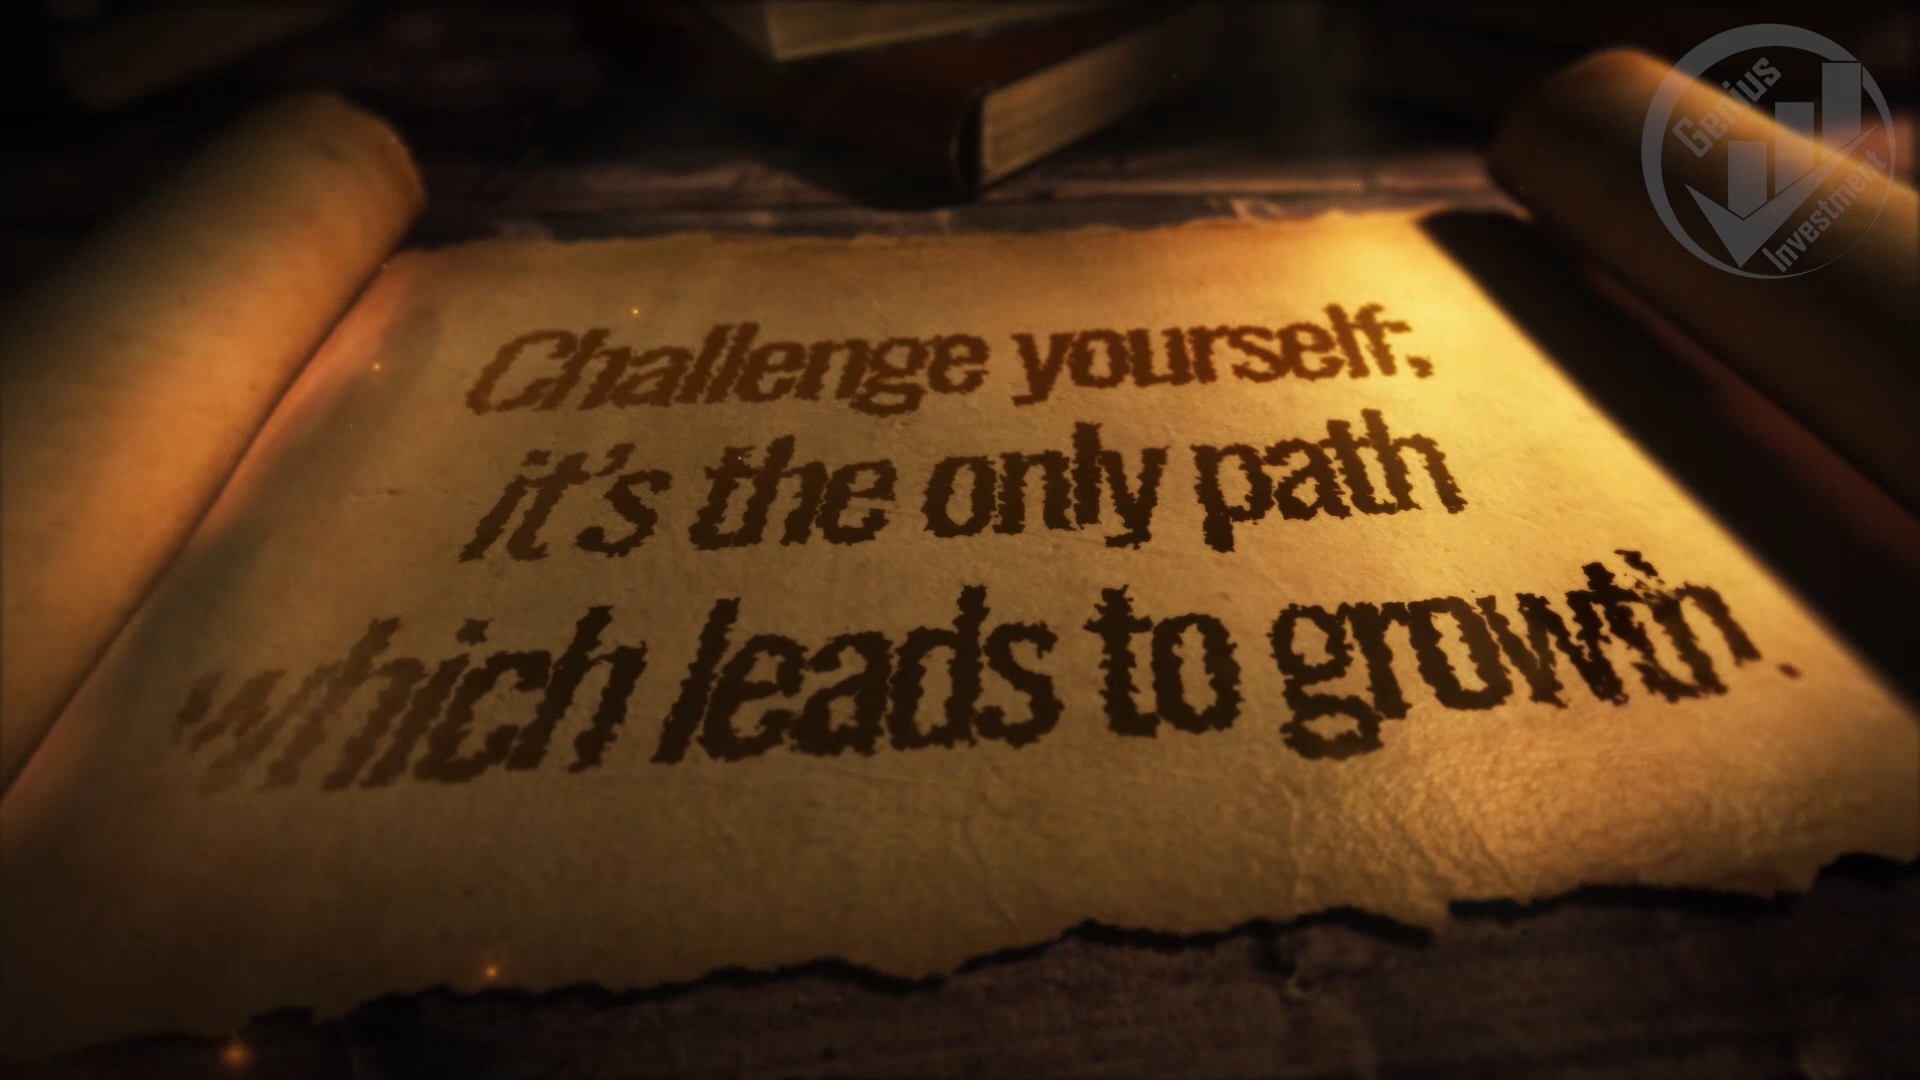 Challenge yourself;
it's the only path
which leads to growth.
Genius
Investment